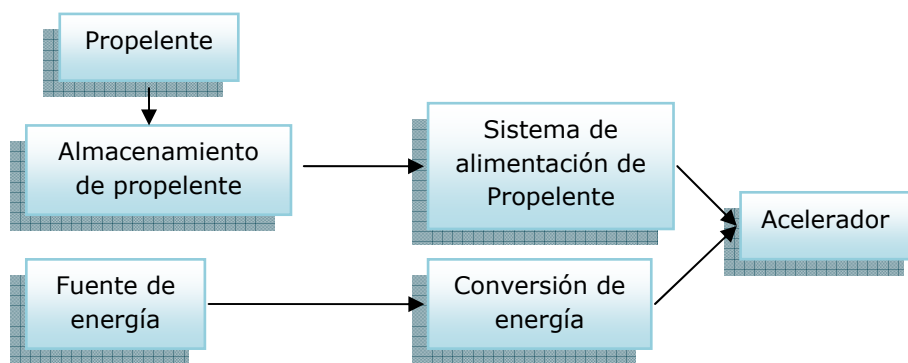 Propelente
Almacenamiento
de propelente
Sistema de
alimentación de
Propelente
Acelerador
Fuente de
energía
Conversión de
energía